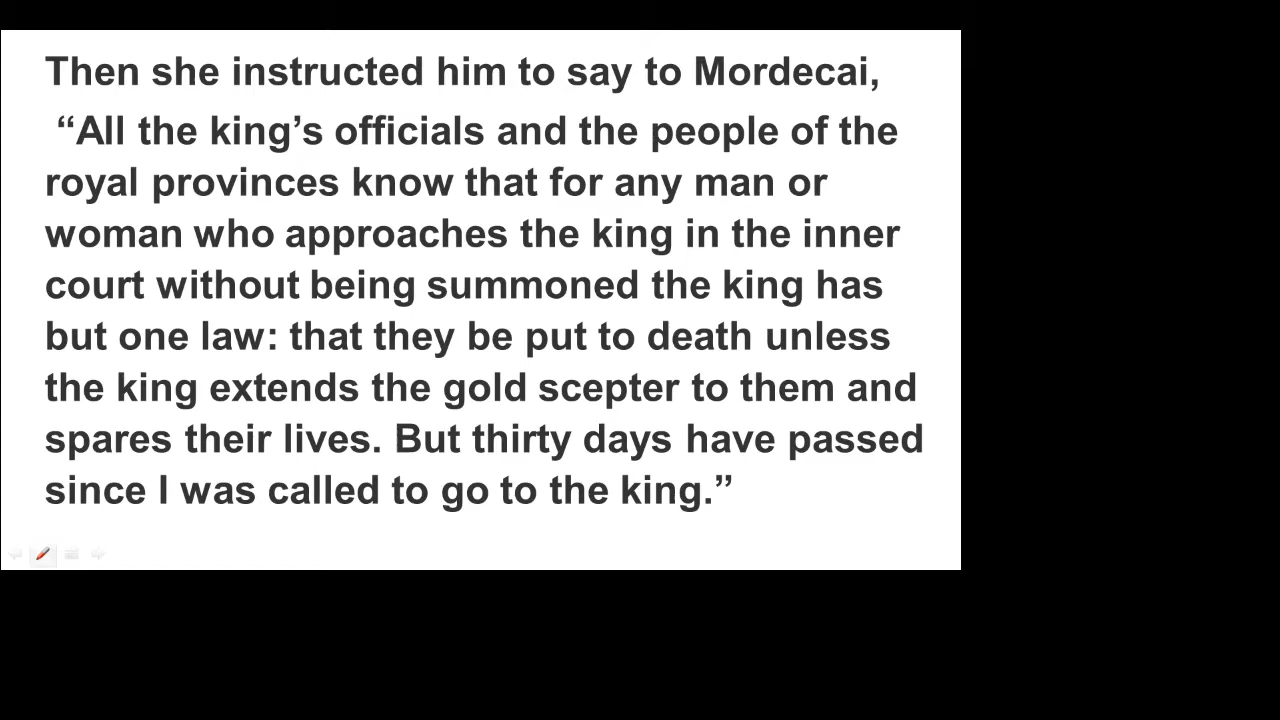 Then she instructed him to say to Mordecai,
“All the king’s officials and the people of the
royal provinces know that for any man or
woman who approaches the king in the inner
court without being summoned the king has
but one law: that they be put to death unless
the king extends the gold scepter to them and
spares their lives. But thirty days have passed
since I was called to go to the king.”